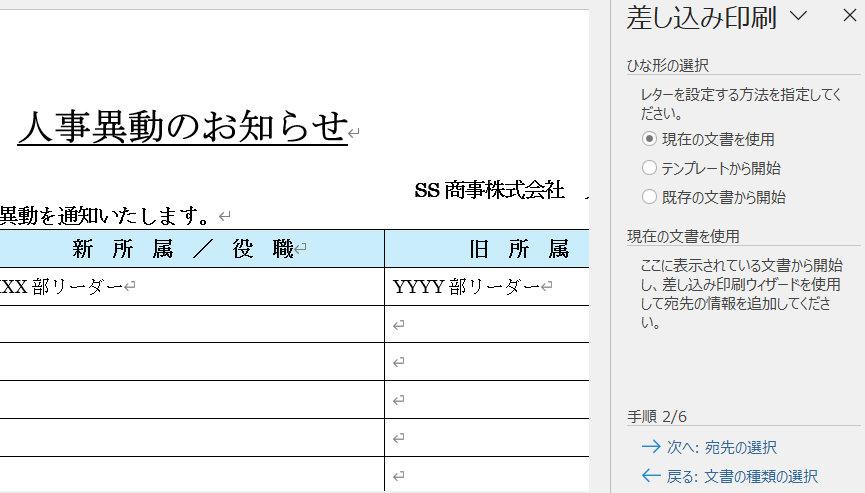 人事異動のお知らせ↵
SS 商事株式会社
異動を通知いたします。↵
新 所 属 ／ 役 職↵
旧 所 属
XX 部リーダー↵
YYYY 部リーダー↵
↵
↵
↵
↵
↵
差し込み印刷
ひな形の選択
レターを設定する方法を指定してく
ださい。
現在の文書を使用
テンプレートから開始
既存の文書から開始
現在の文書を使用
ここに表示されている文書から開始
し、差し込み印刷ウィザードを使用
して宛先の情報を追加してくださ
い。
手順 2/6
→ 次へ: 宛先の選択
← 戻る: 文書の種類の選択